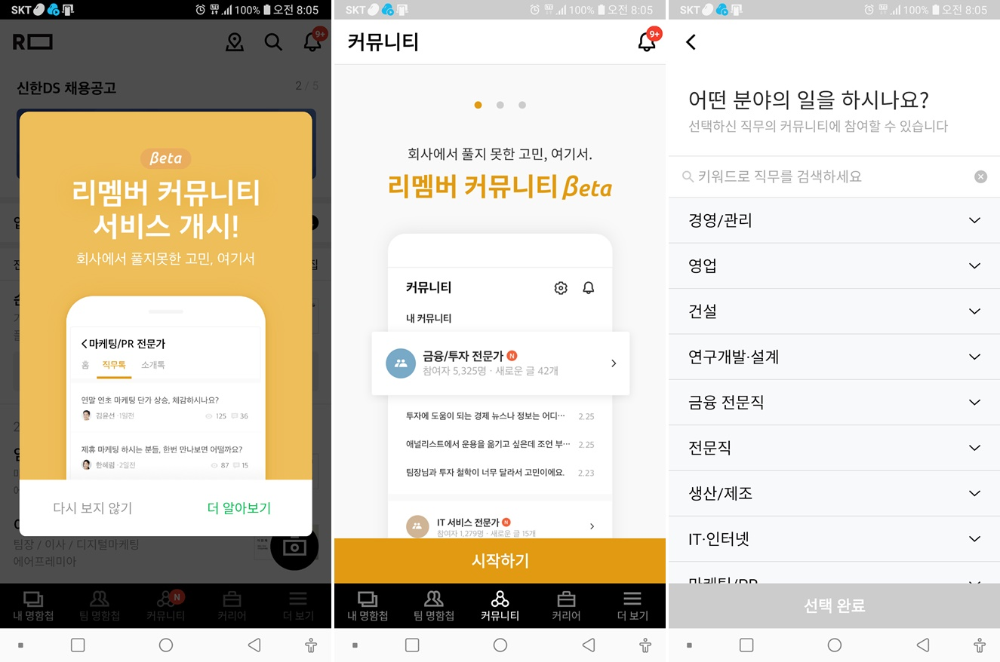 SKT
100%
오전 8:05
R
9+
신한DS 채용공고
2 / 5
βeta
리멤버 커뮤니티
서비스 개시!
회사에서 풀지못한 고민, 여기서
마케팅/PR 전문가
홈 직무톡 소개톡
연말 연초 마케팅 단가 상승, 체감하시나요?
김윤선 · 1일전 125 36
제휴 마케팅 하시는 분들, 한번 만나보면 어떨까요?
한혜림 · 2일전 87 15
다시 보지 않기 더 알아보기
팀장 / 이사 / 디지털마케팅
에어프레미아
N
내 명함첩 팀 명함첩 커뮤니티 커리어 더 보기
SKT
100%
오전 8:05
커뮤니티
9+
회사에서 풀지 못한 고민, 여기서.
리멤버 커뮤니티 βeta
커뮤니티
내 커뮤니티
금융/투자 전문가 N
참여자 5,325명 · 새로운 글 42개
투자에 도움이 되는 경제 뉴스나 정보는 어디… 2.25
애널리스트에서 운용을 옮기고 싶은데 조언 부… 2.25
팀장님과 투자 철학이 너무 달라서 고민이에요. 2.23
IT 서비스 전문가 N
참여자 1,279명 · 새로운 글 15개
시작하기
내 명함첩 팀 명함첩 커뮤니티 커리어 더 보기
SKT
100%
오전 8:05
어떤 분야의 일을 하시나요?
선택하신 직무의 커뮤니티에 참여할 수 있습니다
키워드로 직무를 검색하세요
경영/관리
영업
건설
연구개발·설계
금융 전문직
전문직
생산/제조
IT·인터넷
마케팅/PR
선택 완료